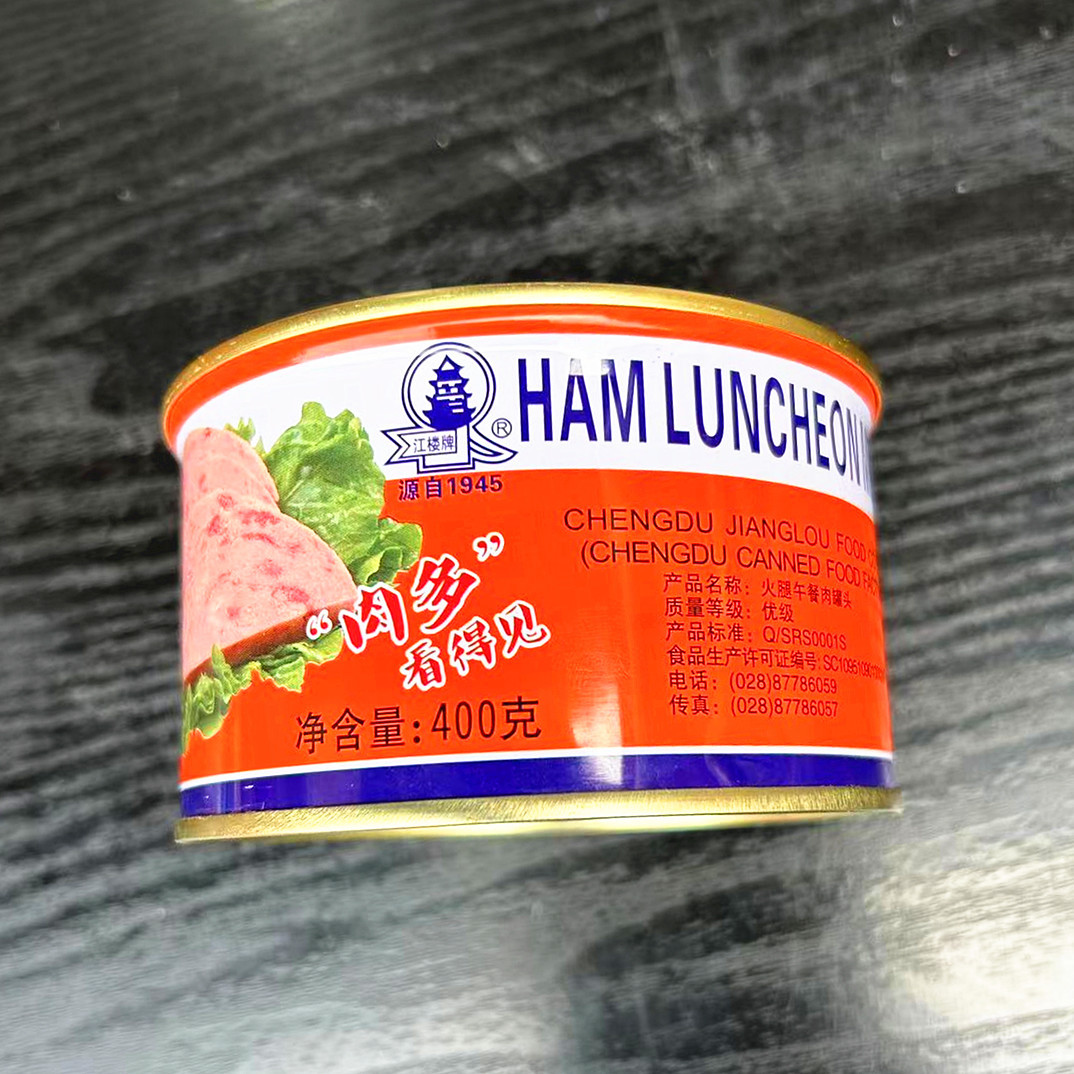 江楼牌
®
源自1945
HAM LUNCHEON
CHENGDU JIANGLOU FOOD
(CHENGDU CANNED FOOD
“肉多”
看得见
净含量:400克
产品名称：火腿午餐肉罐头
质量等级：优级
产品标准：Q/SRS0001S
食品生产许可证编号:
电话：(028)87786059
传真：(028)87786057